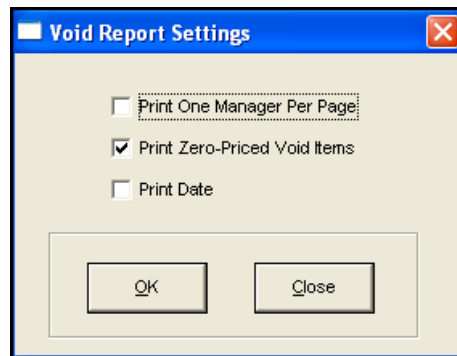 Void Report Settings
Print One Manager Per Page
Print Zero-Priced Void Items
Print Date
OK Close